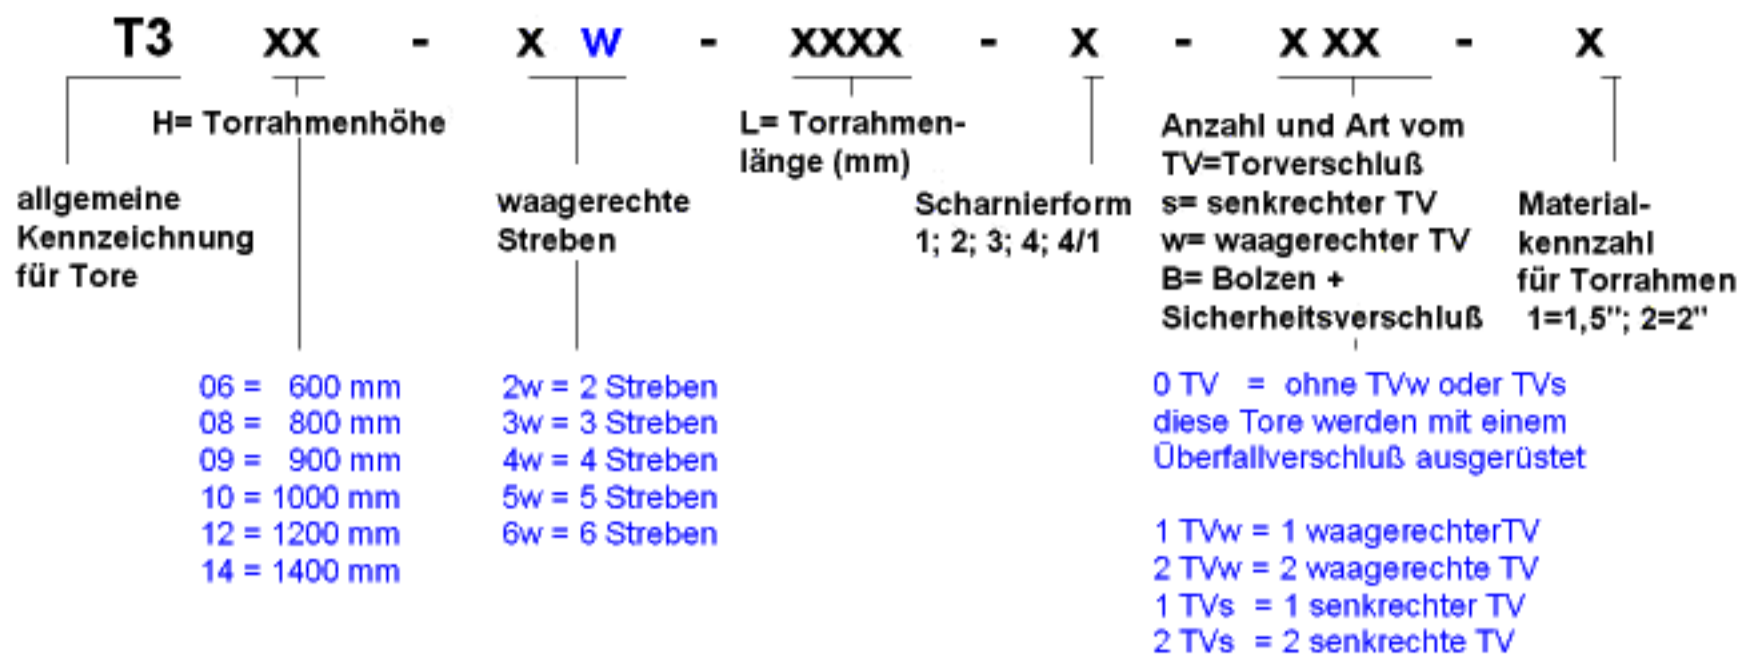 T3 xx - x w - xxxx - x - x xx - x
H= Torrahmenhöhe
allgemeine
Kennzeichnung
für Tore
waagerechte
Streben
L= Torrahmen-
länge (mm)
Scharnierform
1; 2; 3; 4; 4/1
Anzahl und Art vom
TV=Torverschluß
s= senkrechter TV
w= waagerechter TV
B= Bolzen +
Sicherheitsverschluß
Material-
kennzahl
für Torrahmen
1=1,5"; 2=2"
06 = 600 mm
08 = 800 mm
09 = 900 mm
10 = 1000 mm
12 = 1200 mm
14 = 1400 mm
2w = 2 Streben
3w = 3 Streben
4w = 4 Streben
5w = 5 Streben
6w = 6 Streben
0 TV = ohne TVw oder TVs
diese Tore werden mit einem
Überfallverschluß ausgerüstet
1 TVw = 1 waagerechterTV
2 TVw = 2 waagerechte TV
1 TVs = 1 senkrechter TV
2 TVs = 2 senkrechte TV